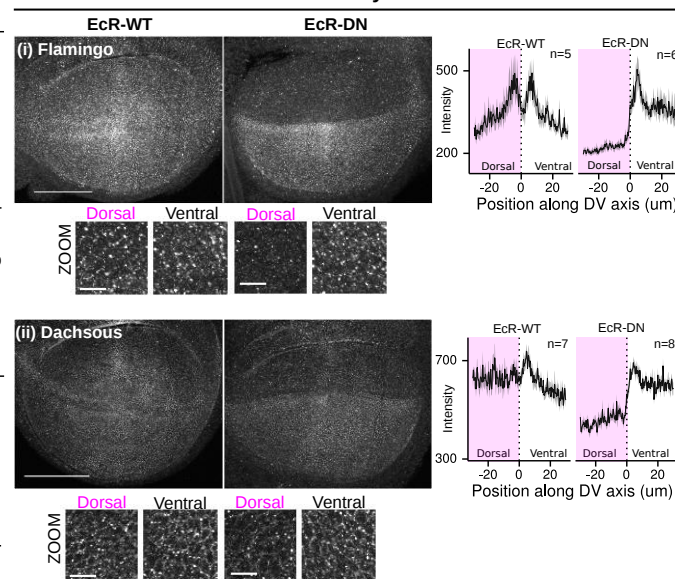 EcR-WT EcR-DN
(i) Flamingo
EcR-WT EcR-DN
n=5 n=6
500
200
Intensity
Dorsal Ventral Dorsal Ventral
-20 0 20 -20 0 20
Position along DV axis (um)
Dorsal Ventral Dorsal Ventral
ZOOM
(ii) Dachsous
EcR-WT EcR-DN
n=7 n=8
700
300
Intensity
Dorsal Ventral Dorsal Ventral
-20 0 20 -20 0 20
Position along DV axis (um)
Dorsal Ventral Dorsal Ventral
ZOOM